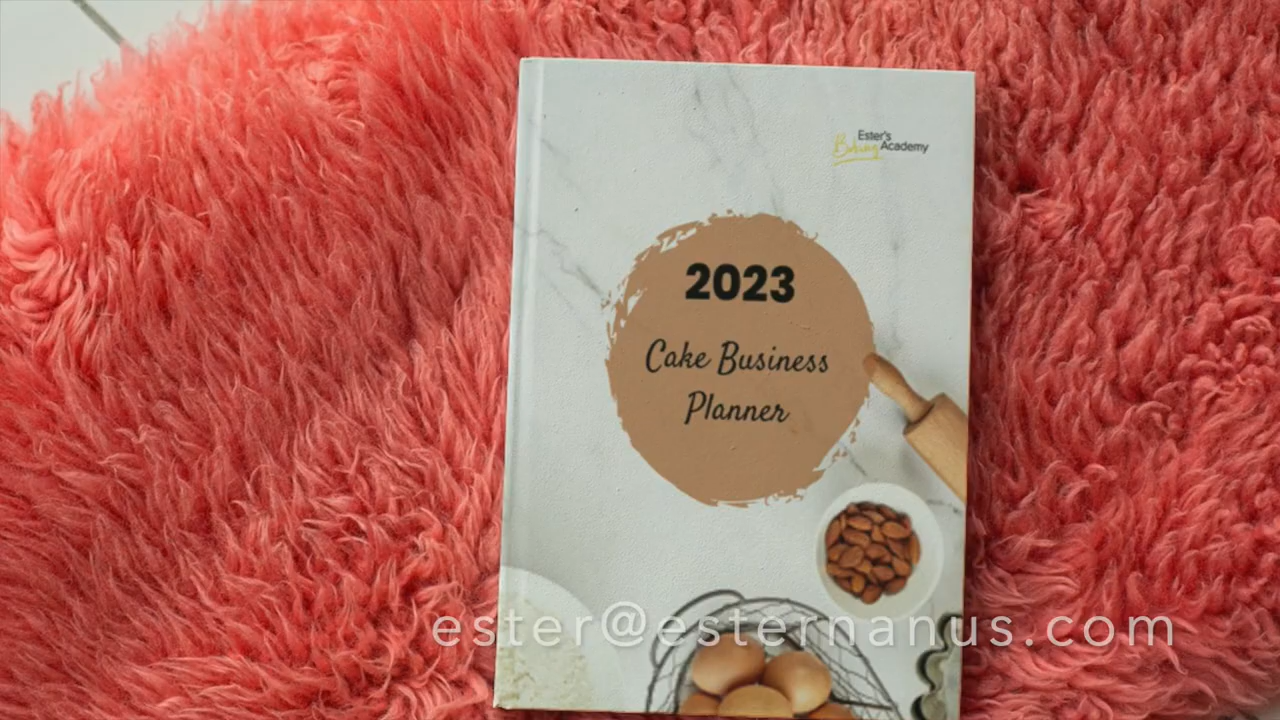 Ester's
Baking Academy
2023
Cake Business
Planner
ester@esternanus.com